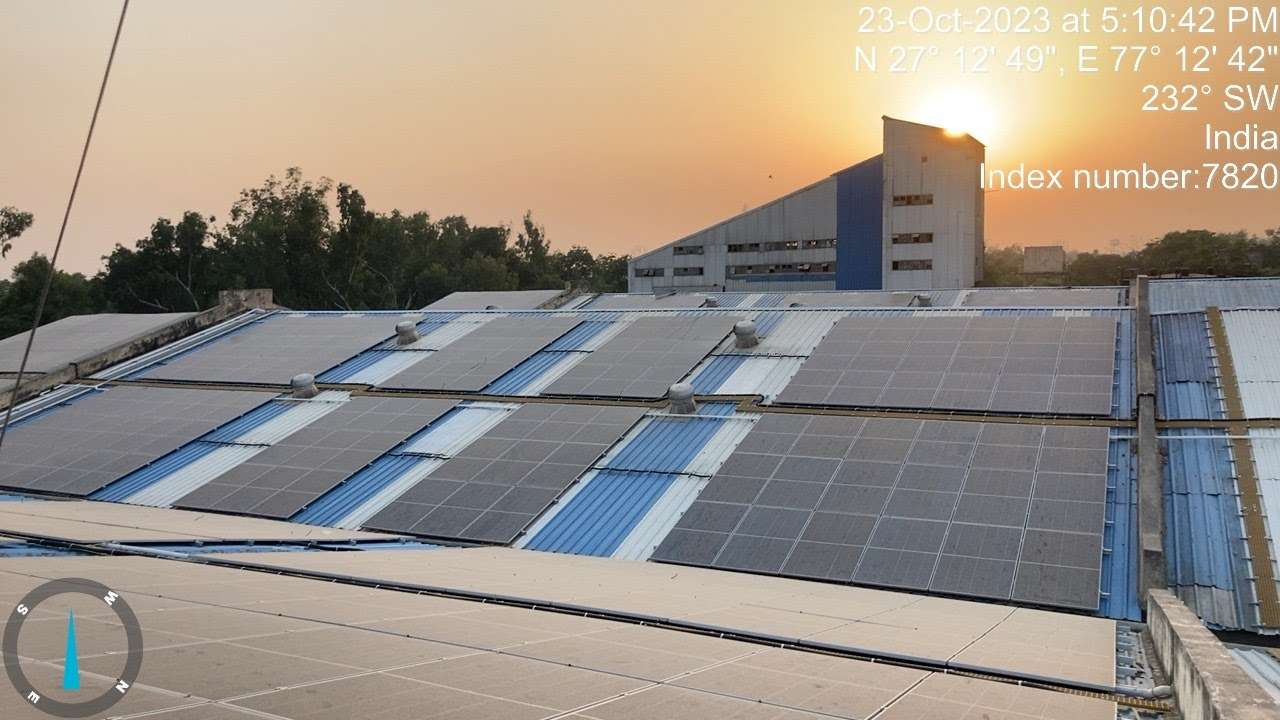 23-Oct-2023 at 5:10:42 PM
N 27° 12' 49", E 77° 12' 42"
232° SW
India
Index number:7820
S
W
E
N